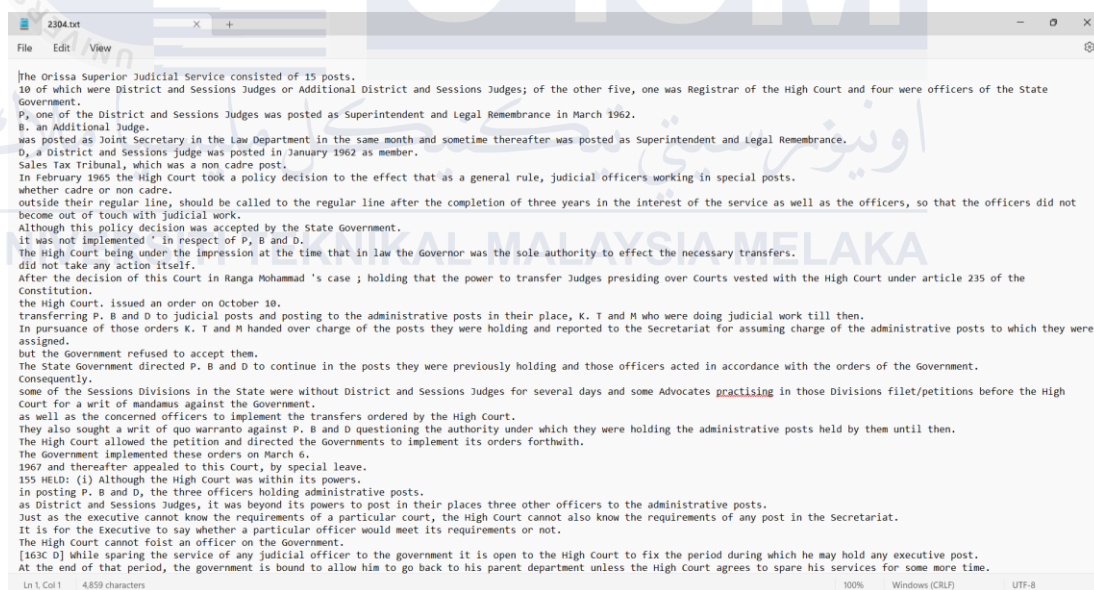 2304.txt
File Edit View
The Orissa Superior Judicial Service consisted of 15 posts.
10 of which were District and Sessions Judges or Additional District and Sessions Judges; of the other five, one was Registrar of the High Court and four were officers of the State
Government.
P, one of the District and Sessions Judges was posted as Superintendent and Legal Remembrance in March 1962.
B. an Additional Judge.
was posted as Joint Secretary in the Law Department in the same month and sometime thereafter was posted as Superintendent and Legal Remembrance.
D, a District and Sessions judge was posted in January 1962 as member.
Sales Tax Tribunal, which was a non cadre post.
In February 1965 the High Court took a policy decision to the effect that as a general rule, judicial officers working in special posts.
whether cadre or non cadre.
outside their regular line, should be called to the regular line after the completion of three years in the interest of the service as well as the officers, so that the officers did not
become out of touch with judicial work.
Although this policy decision was accepted by the State Government.
it was not implemented ' in respect of P, B and D.
The High Court being under the impression at the time that in law the Governor was the sole authority to effect the necessary transfers.
did not take any action itself.
After the decision of this Court in Ranga Mohammad 's case ; holding that the power to transfer Judges presiding over Courts vested with the High Court under article 235 of the
Constitution.
the High Court. issued an order on October 10.
transferring P. B and D to judicial posts and posting to the administrative posts in their place, K. T and M who were doing judicial work till then.
In pursuance of those orders K. T and M handed over charge of the posts they were holding and reported to the Secretariat for assuming charge of the administrative posts to which they were
assigned.
but the Government refused to accept them.
The State Government directed P. B and D to continue in the posts they were previously holding and those officers acted in accordance with the orders of the Government.
Consequently.
some of the Sessions Divisions in the State were without District and Sessions Judges for several days and some Advocates practising in those Divisions filet/petitions before the High
Court for a writ of mandamus against the Government.
as well as the concerned officers to implement the transfers ordered by the High Court.
They also sought a writ of quo warranto against P. B and D questioning the authority under which they were holding the administrative posts held by them until then.
The High Court allowed the petition and directed the Governments to implement its orders forthwith.
The Government implemented these orders on March 6.
1967 and thereafter appealed to this Court, by special leave.
155 HELD: (i) Although the High Court was within its powers.
in posting P. B and D, the three officers holding administrative posts.
as District and Sessions Judges, it was beyond its powers to post in their places three other officers to the administrative posts.
Just as the executive cannot know the requirements of a particular court, the High Court cannot also know the requirements of any post in the Secretariat.
It is for the Executive to say whether a particular officer would meet its requirements or not.
The High Court cannot foist an officer on the Government.
[163C D] While sparing the service of any judicial officer to the government it is open to the High Court to fix the period during which he may hold any executive post.
At the end of that period, the government is bound to allow him to go back to his parent department unless the High Court agrees to spare his services for some more time.
Ln 1, Col 1 4,859 characters 100% Windows (CRLF) UTF-8
TEKNIKAL MALAYSIA MELAKA